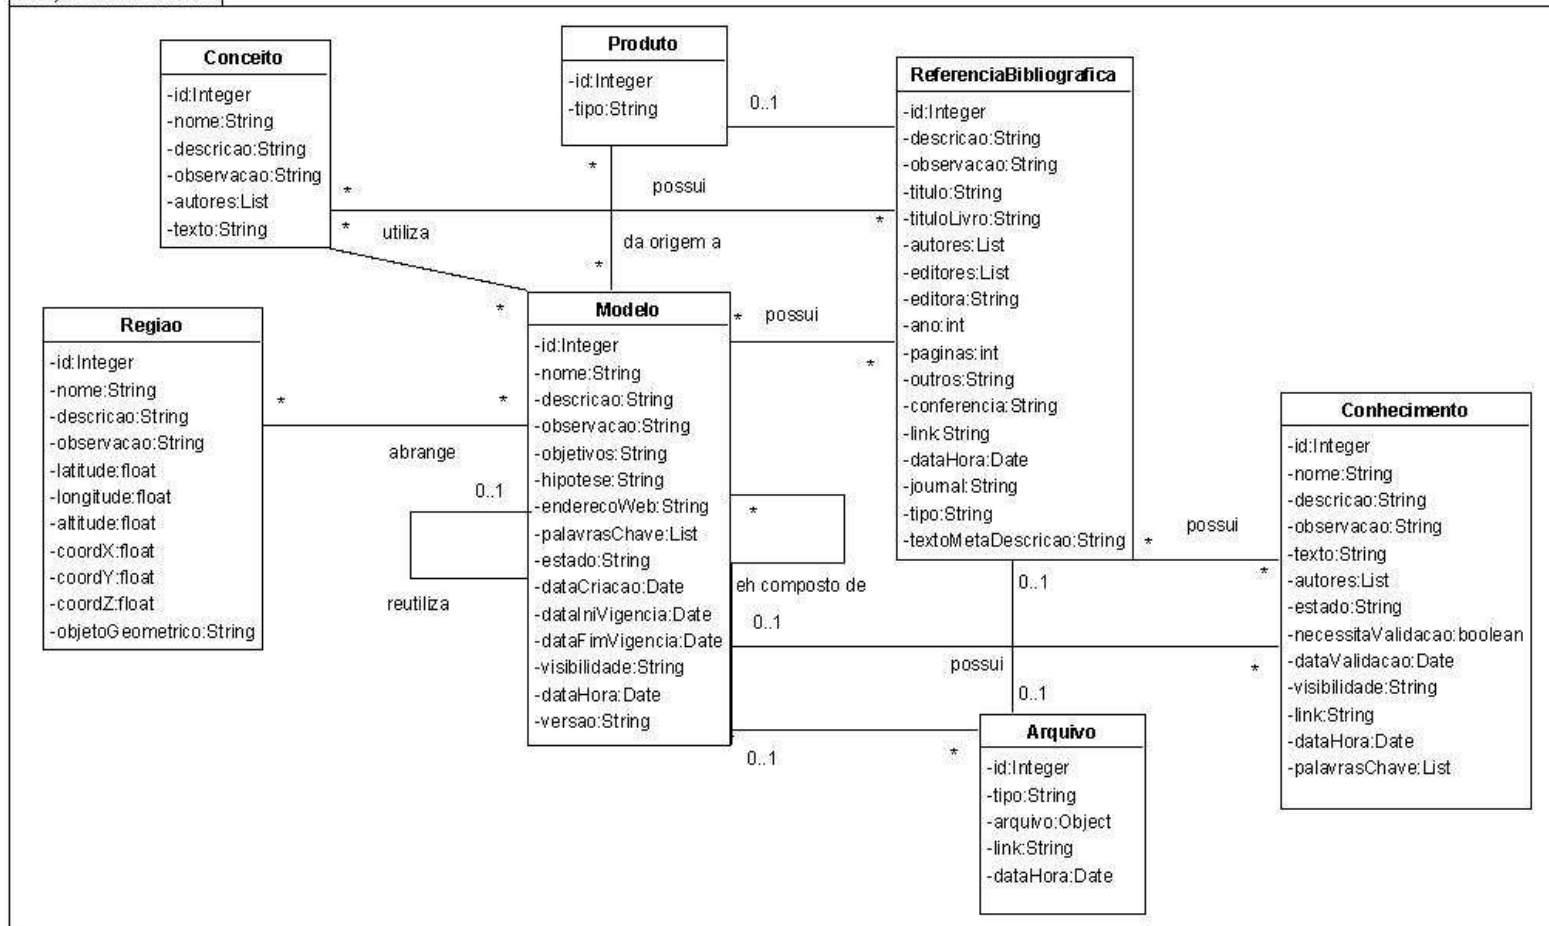 Conceito
-id:Integer
-nome:String
-descricao:String
-observacao:String
-autores:List
-texto:String
Produto
-id:Integer
-tipo:String
ReferenciaBibliografica
-id:Integer
-descricao:String
-observacao:String
-titulo:String
-tituloLivro:String
-autores:List
-editores:List
-editora:String
-ano:int
-paginas:int
-outros:String
-conferencia:String
-link:String
-dataHora:Date
-journal:String
-tipo:String
-textoMetaDescricao:String
0..1
*
possui
*
*
*
utiliza
*
da origem a
*
*
possui
*
Regiao
-id:Integer
-nome:String
-descricao:String
-observacao:String
-latitude:float
-longitude:float
-altitude:float
-coordX:float
-coordY:float
-coordZ:float
-objetoGeometrico:String
*
*
abrange
0..1
reutiliza
Modelo
-id:Integer
-nome:String
-descricao:String
-observacao:String
-objetivos:String
-hipotese:String
-enderecoWeb:String
-palavrasChave:List
-estado:String
-dataCriacao:Date
-dataIniVigencia:Date
-dataFimVigencia:Date
-visibilidade:String
-dataHora:Date
-versao:String
*
eh composto de
0..1
*
possui
*
0..1
possui
0..1
*
0..1
*
Conhecimento
-id:Integer
-nome:String
-descricao:String
-observacao:String
-texto:String
-autores:List
-estado:String
-necessitaValidacao:boolean
-dataValidacao:Date
-visibilidade:String
-link:String
-dataHora:Date
-palavrasChave:List
Arquivo
-id:Integer
-tipo:String
-arquivo:Object
-link:String
-dataHora:Date